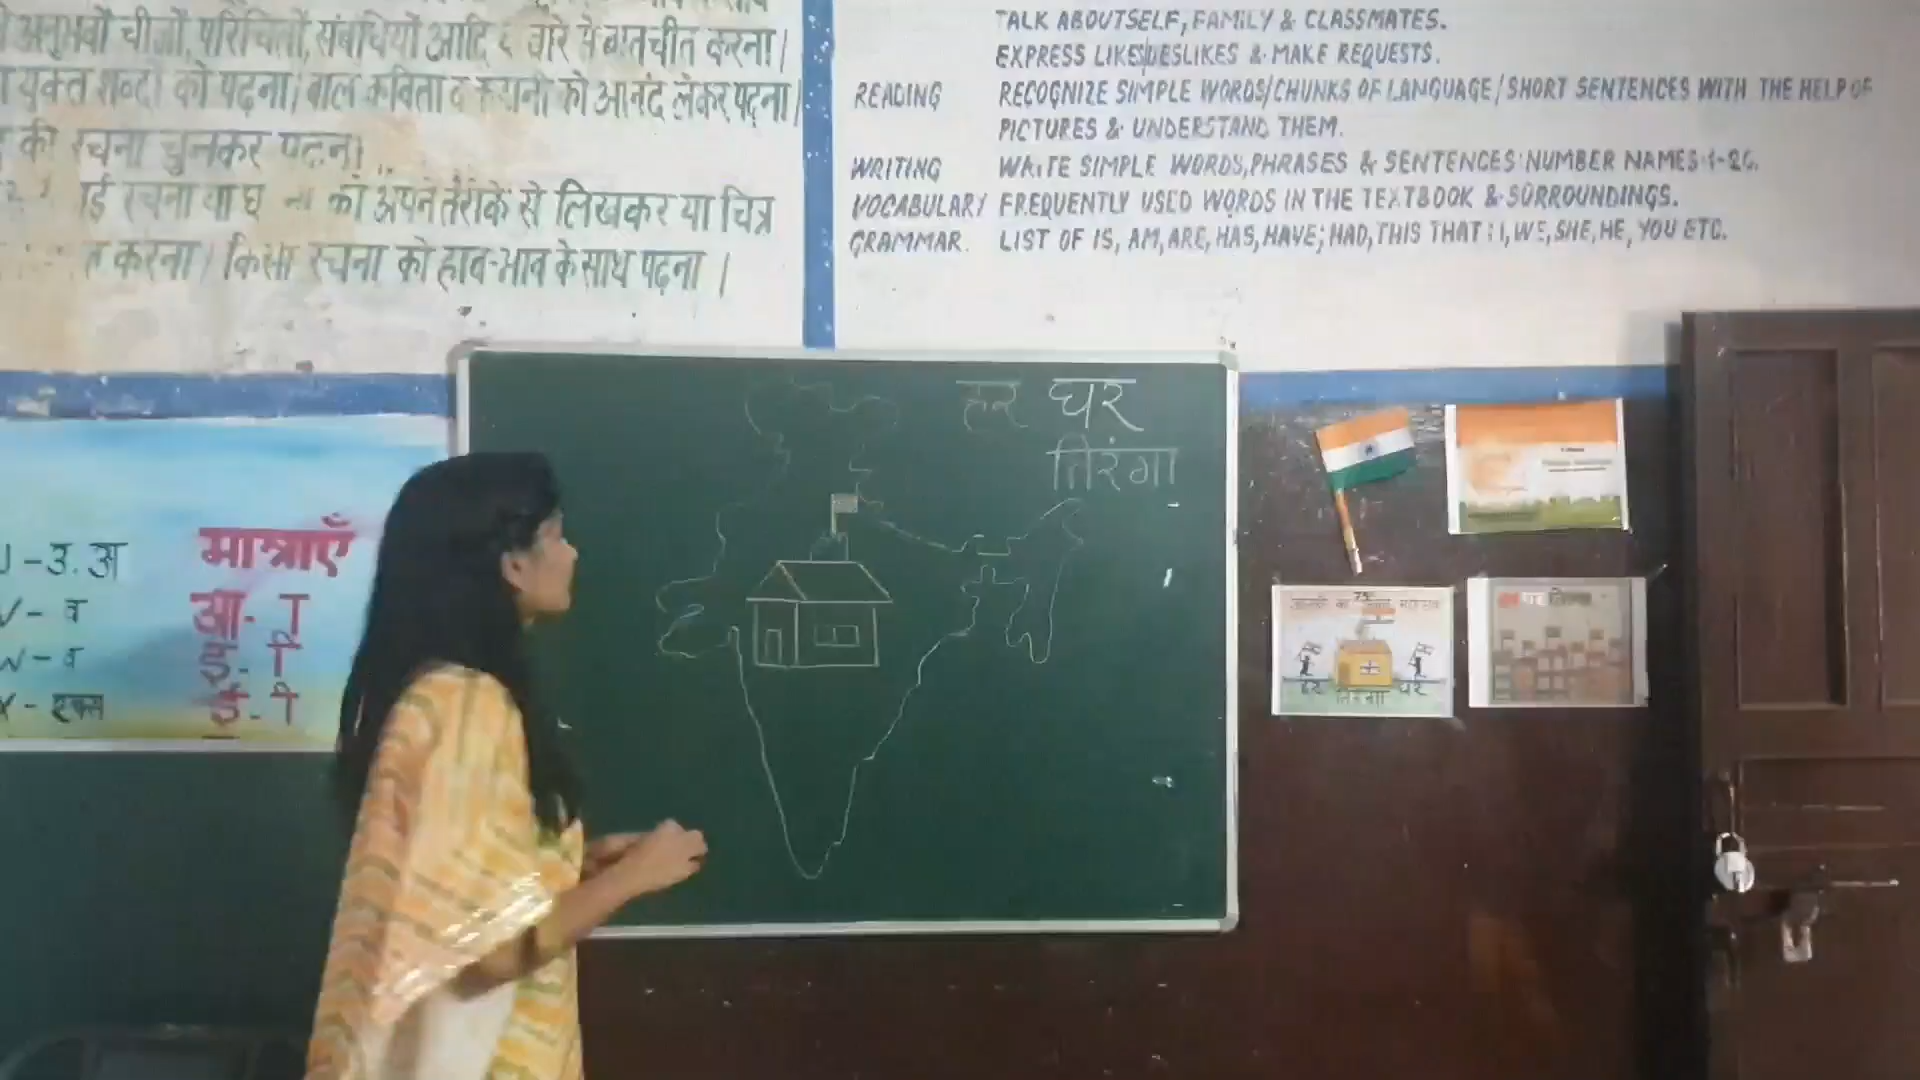 अनुभवों चीजों, परिचितों, संबंधियों आदि के बारे में बातचीत करना।
युक्त शब्दों को पढ़ना। बाल कविता व कहानी को आनंद लेकर पढ़ना।
की रचना चुनकर पढ़ना।
रचना या को अपने तरीके से लिखकर या चित्र
करना। किसी रचना को हाव-भाव के साथ पढ़ना।
TALK ABOUTSELF, FAMILY & CLASSMATES.
EXPRESS LIKES/DESLIKES & MAKE REQUESTS.
READING RECOGNIZE SIMPLE WORDS/CHUNKS OF LANGUAGE/SHORT SENTENCES WITH THE HELP OF
PICTURES & UNDERSTAND THEM.
WRITING WRITE SIMPLE WORDS, PHRASES & SENTENCES NUMBER NAMES 1-20.
VOCABULARY FREQUENTLY USED WORDS IN THE TEXTBOOK & SURROUNDINGS.
GRAMMAR. LIST OF IS, AM, ARE, HAS, HAVE, HAD, THIS THAT : I, WE, SHE, HE, YOU ETC.
हर घर
तिरंगा
मात्राएँ
U - उ. अ आ - ा
V - व इ - ि
W - व ई - ी
X - एक्स
हर तिरंगा घर